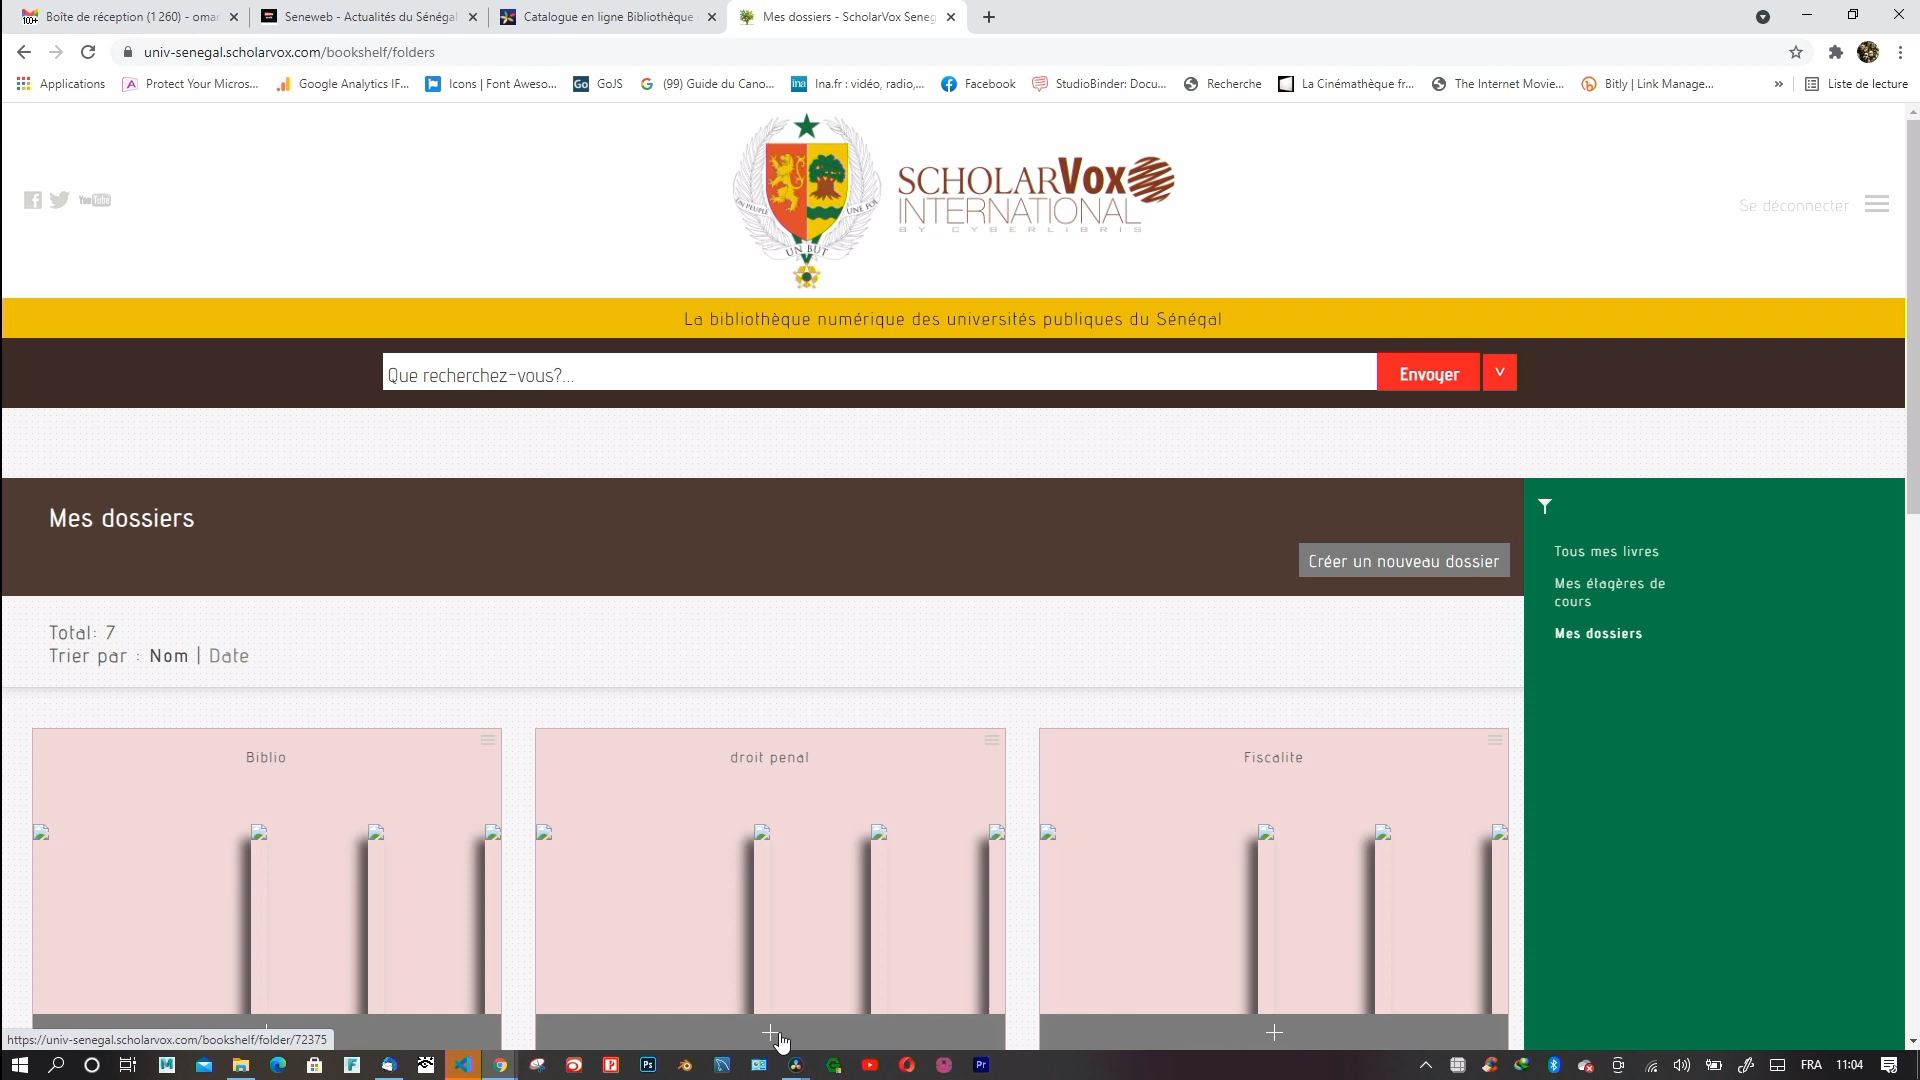 Boîte de réception (1 260) - omar
Seneweb - Actualités du Sénégal
Catalogue en ligne Bibliothèque
Mes dossiers - ScholarVox Seneg
univ-senegal.scholarvox.com/bookshelf/folders
Applications
Protect Your Micros...
Google Analytics IF...
Icons | Font Aweso...
Go GoJS
(99) Guide du Cano...
ina Ina.fr : vidéo, radio,...
Facebook
StudioBinder: Docu...
Recherche
La Cinémathèque fr...
The Internet Movie...
Bitly | Link Manage...
»
Liste de lecture
You Tube
UN PEUPLE
UNE FOI
UN BUT
SCHOLARVOX
INTERNATIONAL
BY CYBERLIBRIS
Se déconnecter
La bibliothèque numérique des universités publiques du Sénégal
Que recherchez-vous?...
Envoyer
Mes dossiers
Créer un nouveau dossier
Total: 7
Trier par : Nom | Date
Tous mes livres
Mes étagères de
cours
Mes dossiers
Biblio
droit penal
Fiscalite
https://univ-senegal.scholarvox.com/bookshelf/folder/72375
FRA
11:04